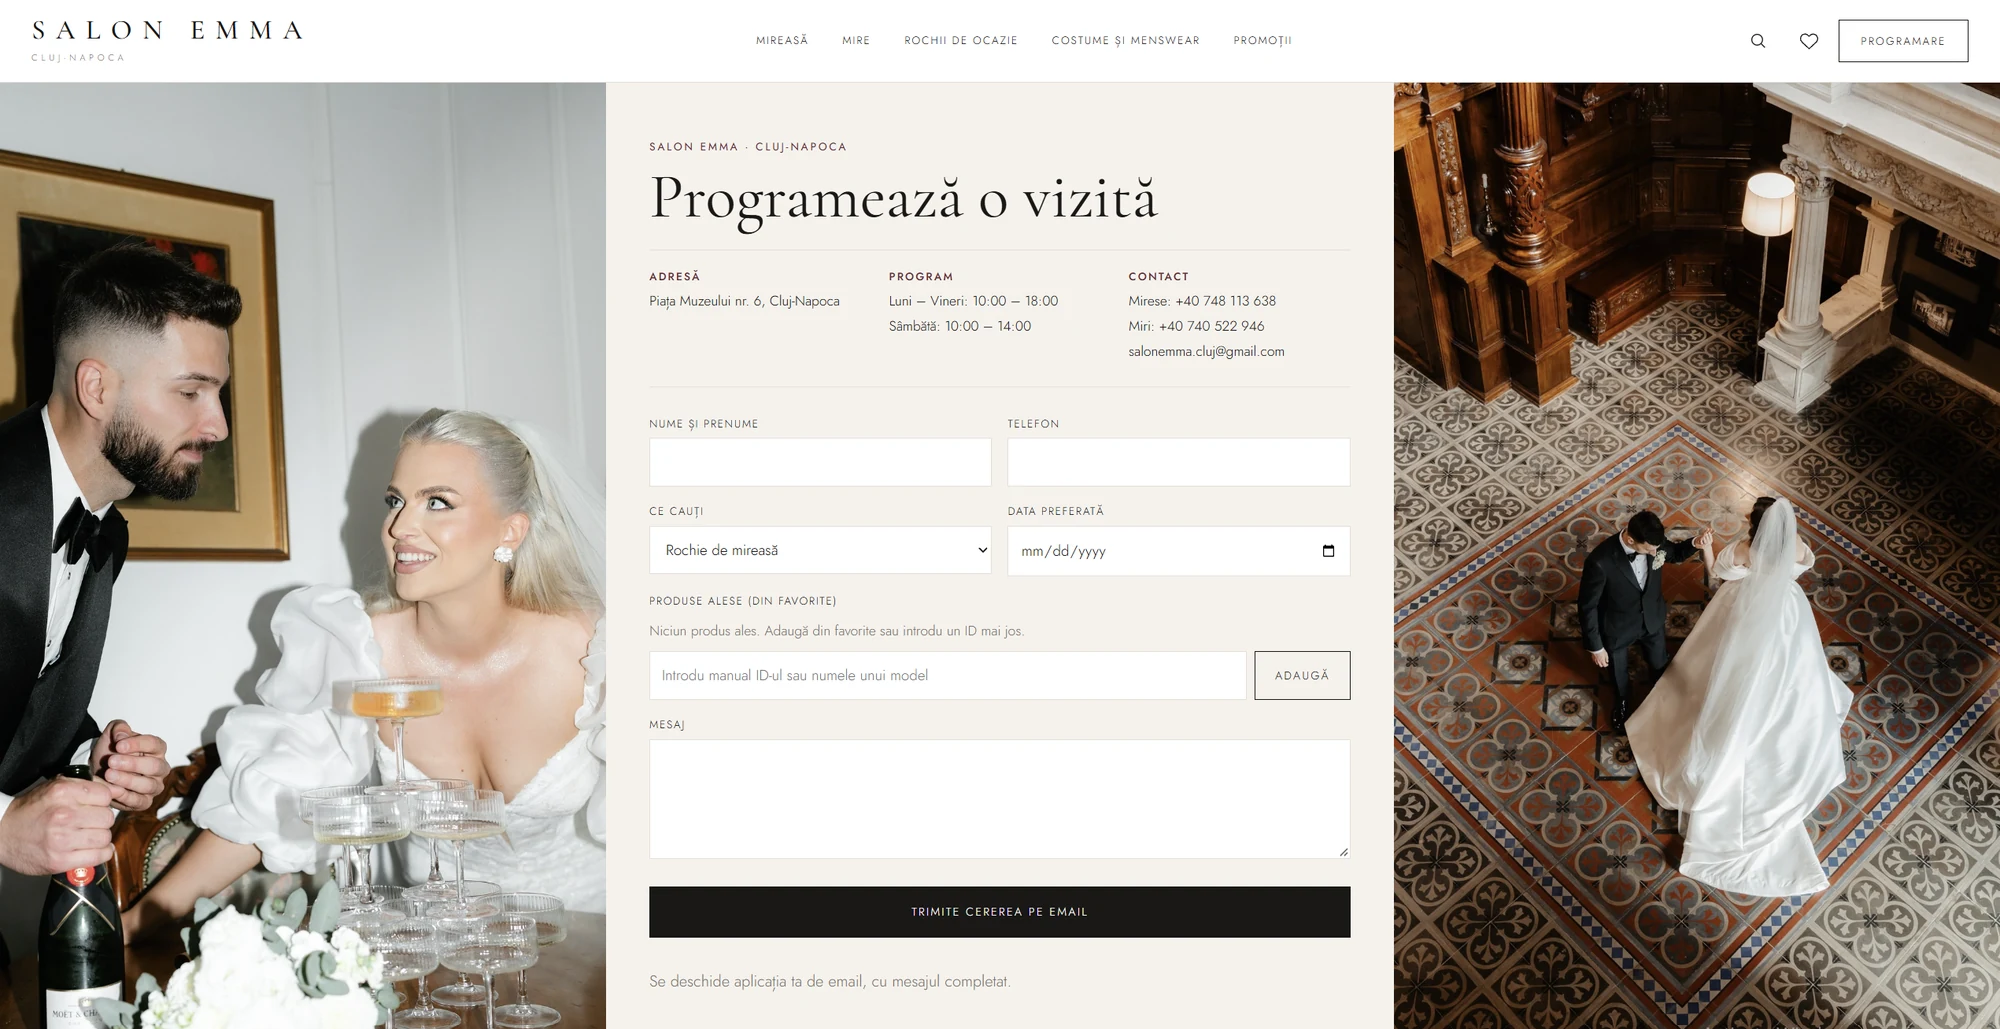 SALON EMMA
CLUJ-NAPOCA
MIREASĂ
MIRE
ROCHII DE OCAZIE
COSTUME ȘI MENSWEAR
PROMOȚII
PROGRAMARE
SALON EMMA · CLUJ-NAPOCA
Programează o vizită
ADRESĂ
Piața Muzeului nr. 6, Cluj-Napoca
PROGRAM
Luni – Vineri: 10:00 – 18:00
Sâmbătă: 10:00 – 14:00
CONTACT
Mirese: +40 748 113 638
Miri: +40 740 522 946
salonemma.cluj@gmail.com
NUME ȘI PRENUME
TELEFON
CE CAUȚI
Rochie de mireasă
DATA PREFERATĂ
mm/dd/yyyy
PRODUSE ALESE (DIN FAVORITE)
Niciun produs ales. Adaugă din favorite sau introdu un ID mai jos.
Introdu manual ID-ul sau numele unui model
ADAUGĂ
MESAJ
TRIMITE CEREREA PE EMAIL
Se deschide aplicația ta de email, cu mesajul completat.
MOËT & CH